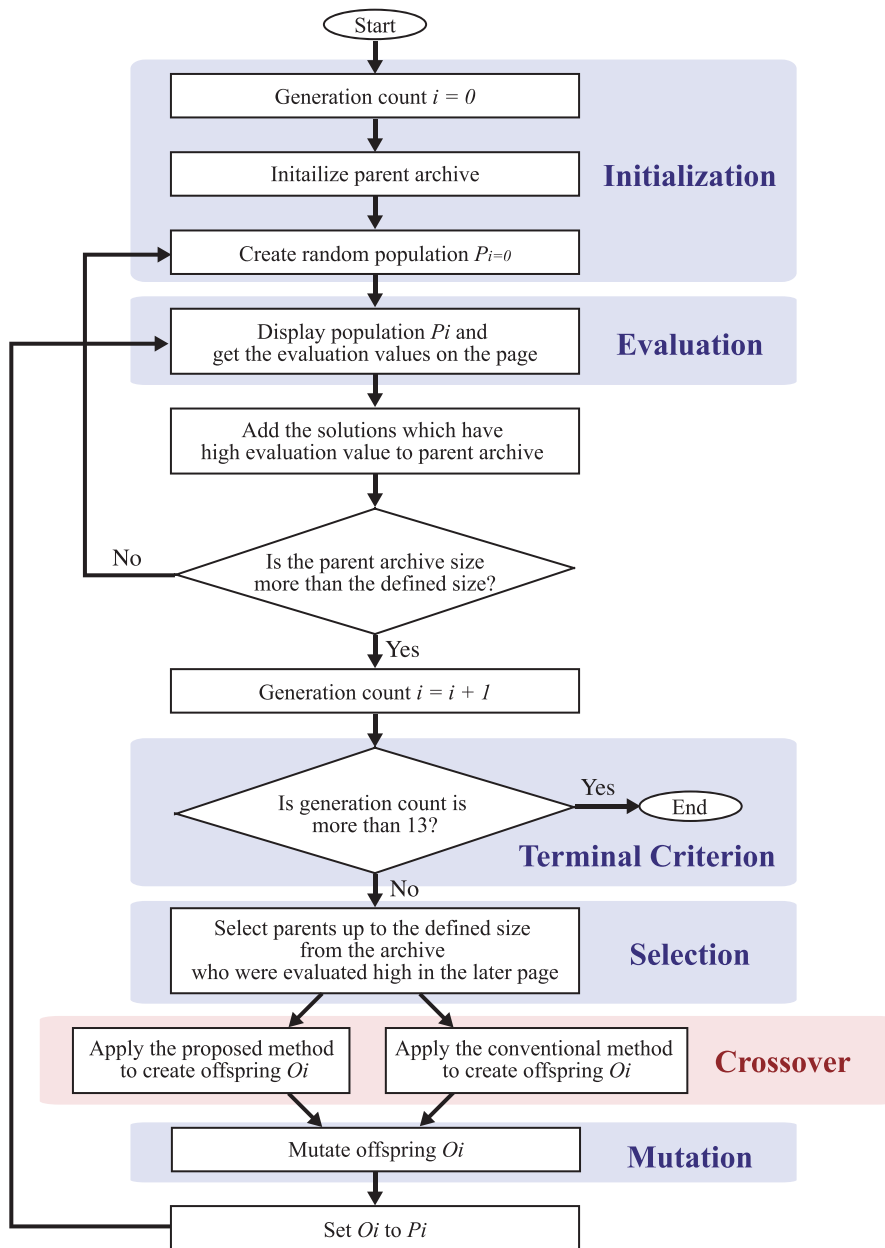 Start
Generation count i = 0
Initailize parent archive
Initialization
Create random population Pi=0
Display population Pi and
get the evaluation values on the page
Evaluation
Add the solutions which have
high evaluation value to parent archive
No
Is the parent archive size
more than the defined size?
Yes
Generation count i = i + 1
Is generation count is
more than 13?
Yes
End
Terminal Criterion
No
Select parents up to the defined size
from the archive
who were evaluated high in the later page
Selection
Apply the proposed method
to create offspring Oi
Apply the conventional method
to create offspring Oi
Crossover
Mutate offspring Oi
Mutation
Set Oi to Pi